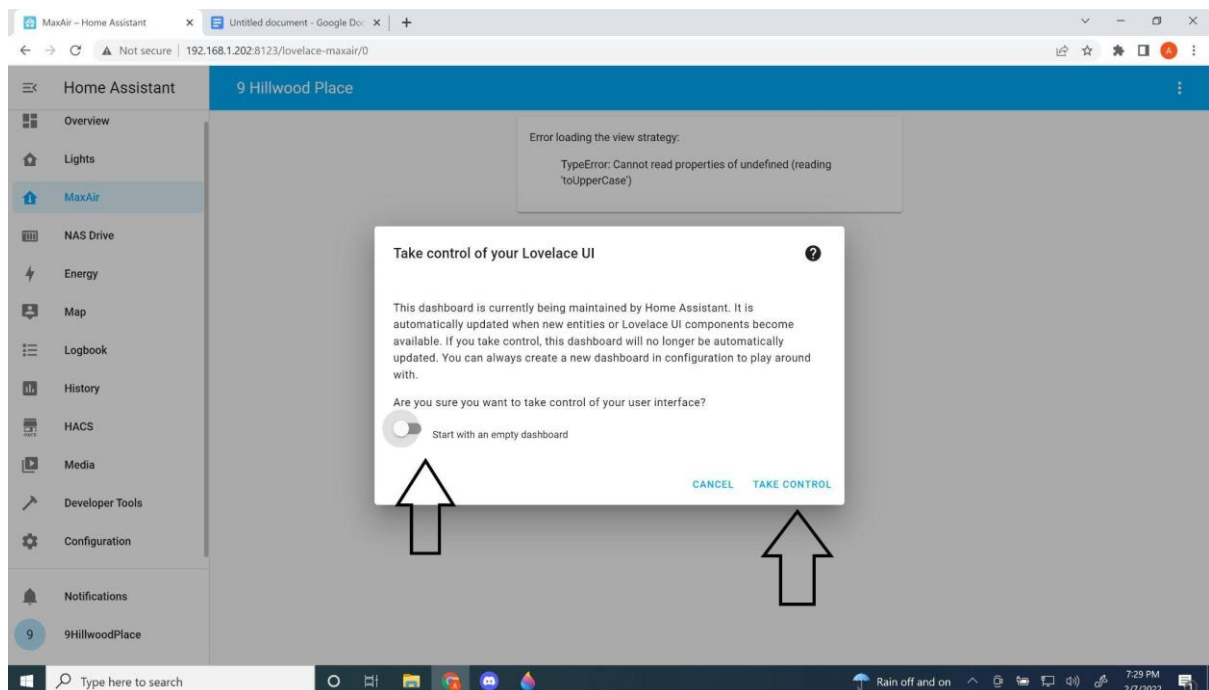 MaxAir – Home Assistant
Untitled document - Google Doc
Not secure | 192.168.1.202:8123/lovelace-maxair/0
A
Home Assistant
9 Hillwood Place
Overview
Lights
MaxAir
NAS Drive
Energy
Map
Logbook
History
HACS
HACS
Media
Developer Tools
Configuration
Notifications
9
9HillwoodPlace
Error loading the view strategy:
TypeError: Cannot read properties of undefined (reading
'toUpperCase')
Take control of your Lovelace UI
?
This dashboard is currently being maintained by Home Assistant. It is
automatically updated when new entities or Lovelace UI components become
available. If you take control, this dashboard will no longer be automatically
updated. You can always create a new dashboard in configuration to play around
with.
Are you sure you want to take control of your user interface?
Start with an empty dashboard
CANCEL TAKE CONTROL
Type here to search
Rain off and on
7:29 PM
2/7/2022